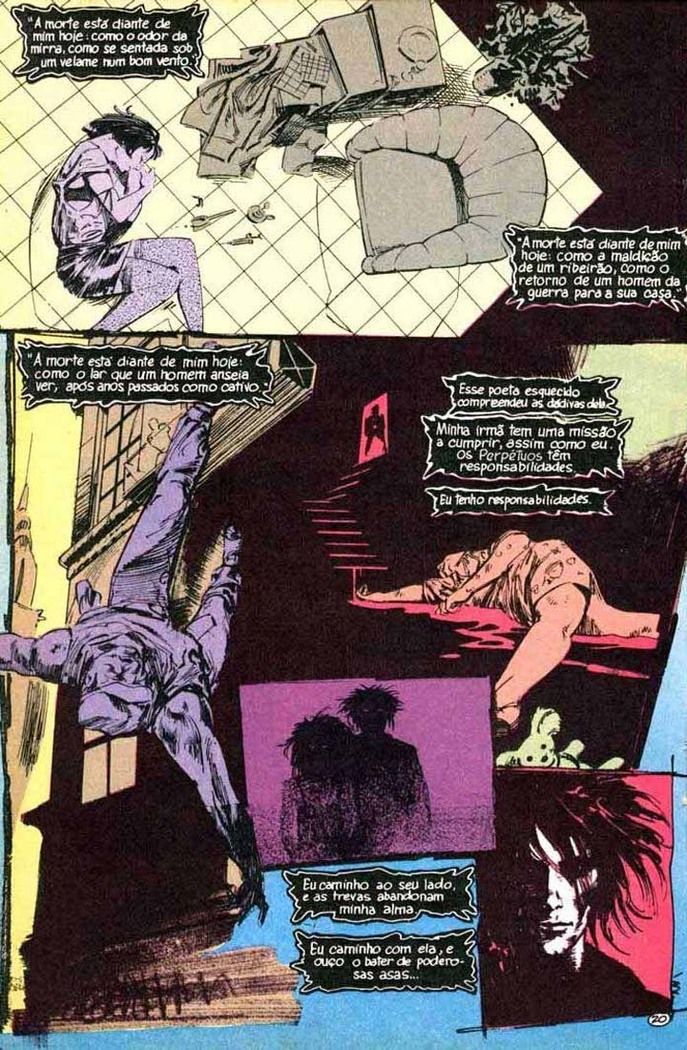 "A morte está diante de
mim hoje: como o odor da
mirra, como se sentada sob
um velame num bom vento."
"A morte está diante de mim
hoje: como a maldição
de um ribeirão, como o
retorno de um homem da
guerra para a sua casa."
"A morte está diante de mim hoje:
como o lar que um homem anseia
ver, após anos passados como cativo."
Esse poeta esquecido
compreendeu as dádivas dela.
Minha irmã tem uma missão
a cumprir, assim como eu.
os Perpétuos têm
responsabilidades.
Eu tenho responsabilidades.
Eu caminho ao seu lado,
e as trevas abandonam
minha alma.
Eu caminho com ela, e
ouço o bater de podero-
sas asas...
20